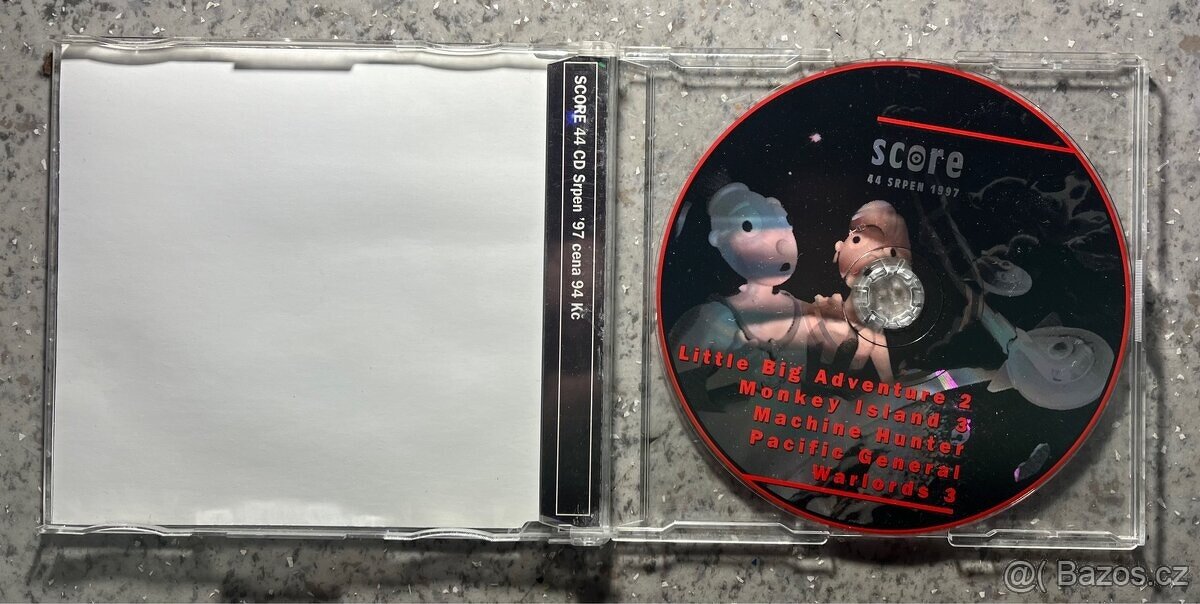 SCORE 44 CD Srpen '97 cena 94 Kč
score
44 SRPEN 1997
Little Big Adventure 2
Monkey Island 3
Machine Hunter
Pacific General
Warlords 3
@( Bazos.cz